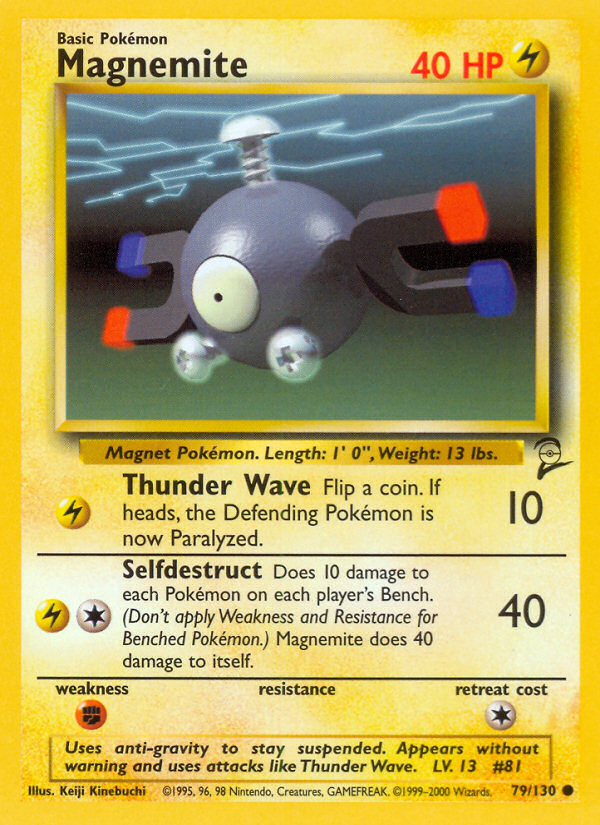 Basic Pokémon
Magnemite 40 HP
Magnet Pokémon. Length: 1' 0", Weight: 13 lbs.
Thunder Wave Flip a coin. If
heads, the Defending Pokémon is
now Paralyzed.
10
Selfdestruct Does 10 damage to
each Pokémon on each player's Bench.
(Don't apply Weakness and Resistance for
Benched Pokémon.) Magnemite does 40
damage to itself.
40
weakness resistance retreat cost
Uses anti-gravity to stay suspended. Appears without
warning and uses attacks like Thunder Wave. LV. 13 #81
Illus. Keiji Kinebuchi ©1995, 96, 98 Nintendo, Creatures, GAMEFREAK. ©1999-2000 Wizards. 79/130